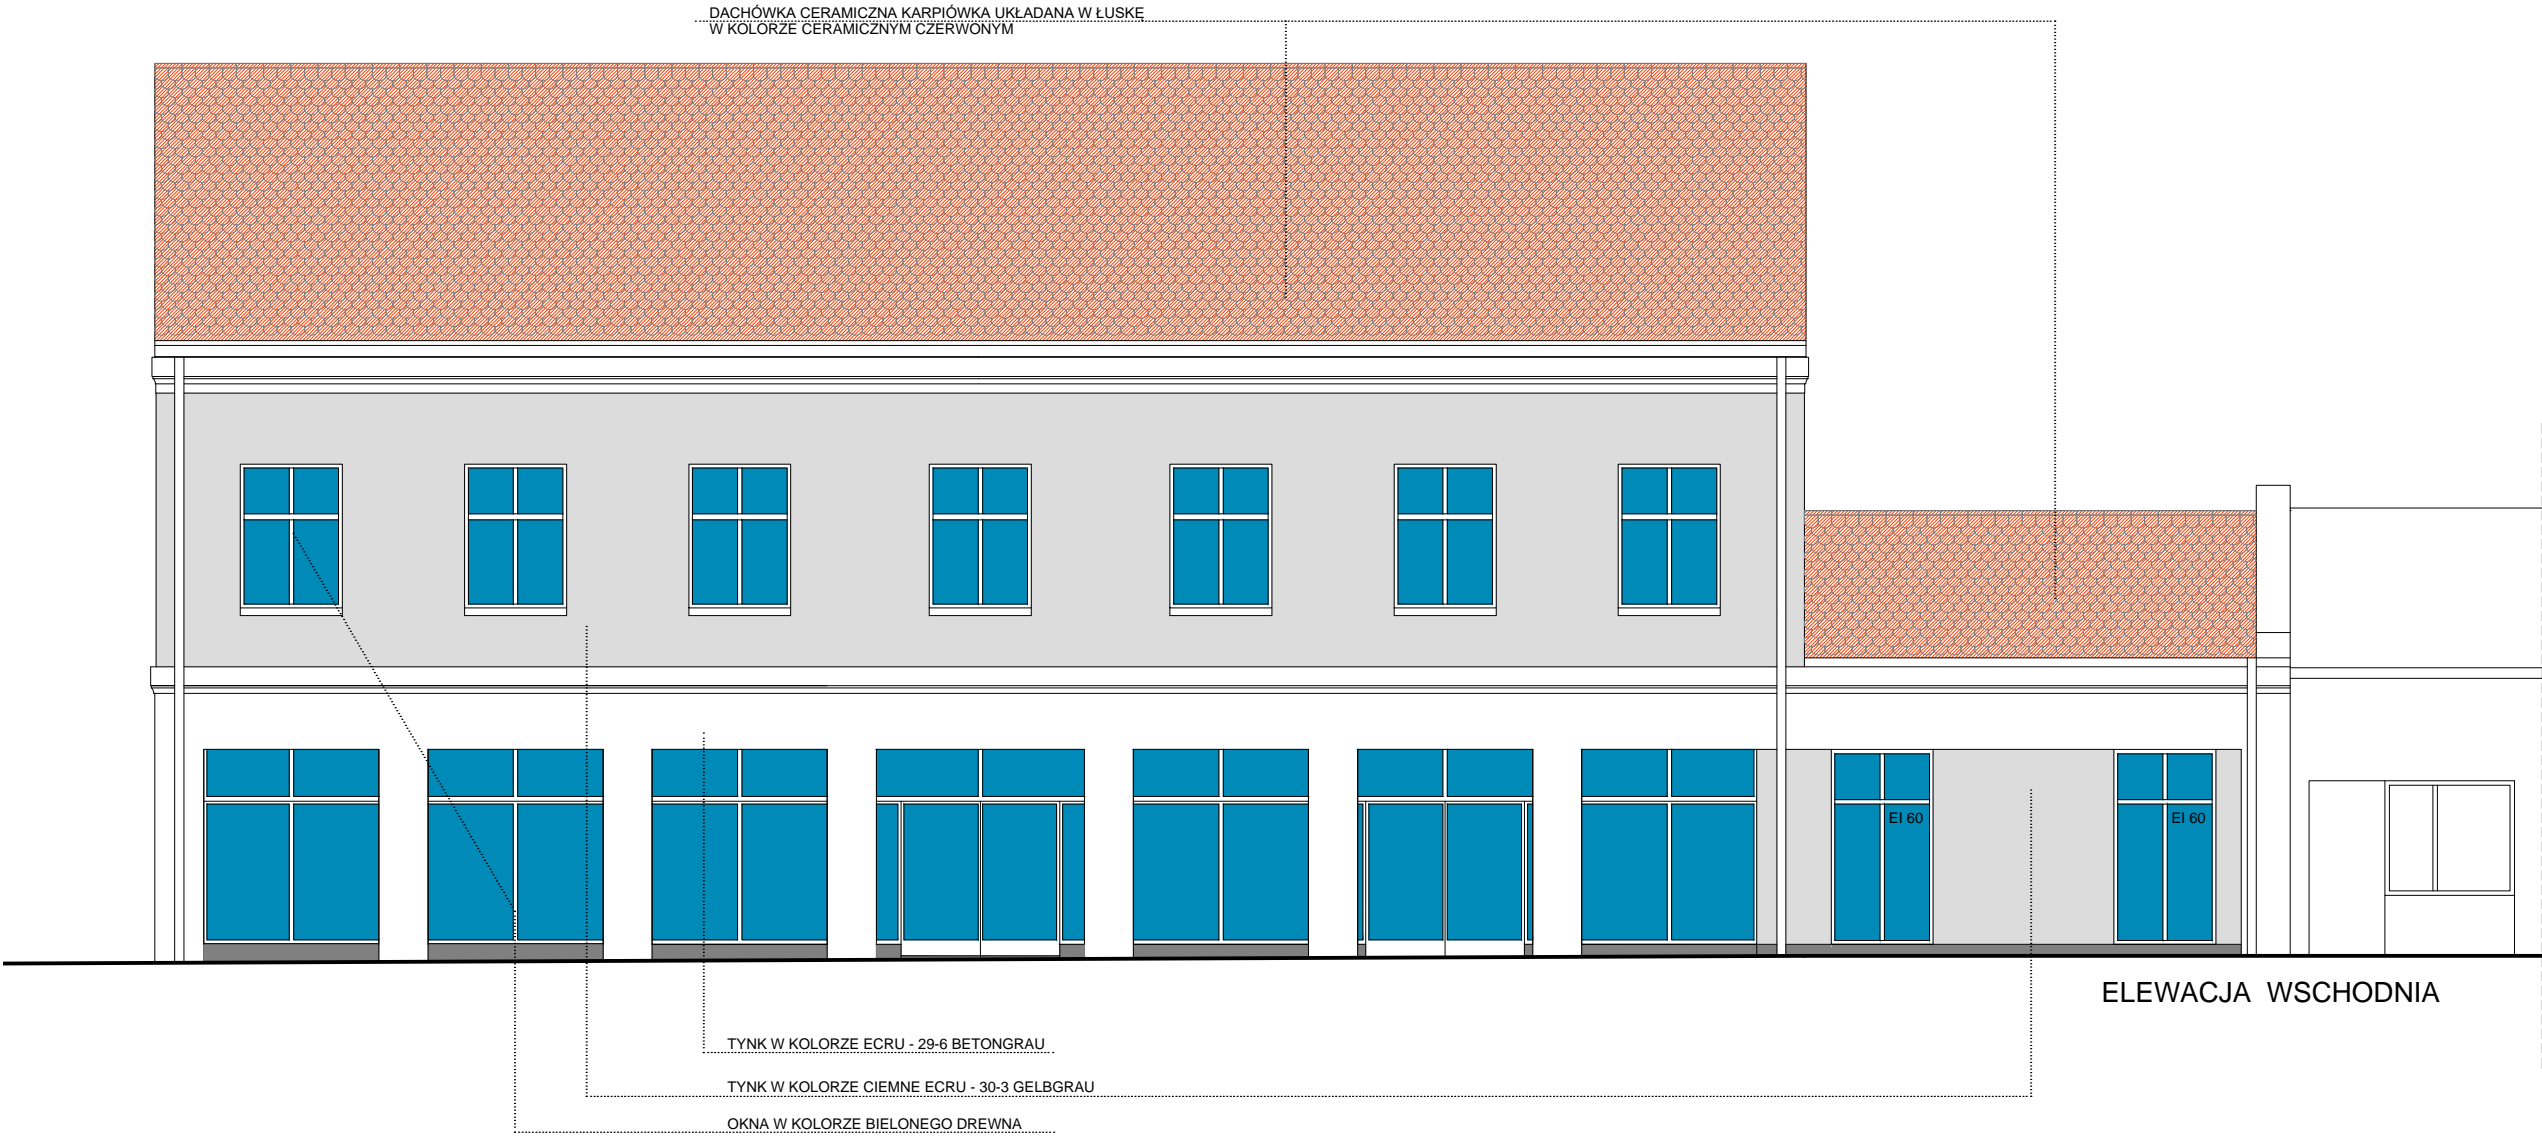 DACHÓWKA CERAMICZNA KARPIÓWKA UKŁADANA W ŁUSKĘ
W KOLORZE CERAMICZNYM CZERWONYM
EI 60
EI 60
ELEWACJA WSCHODNIA
TYNK W KOLORZE ECRU - 29-6 BETONGRAU
TYNK W KOLORZE CIEMNE ECRU - 30-3 GELBGRAU
OKNA W KOLORZE BIELONEGO DREWNA